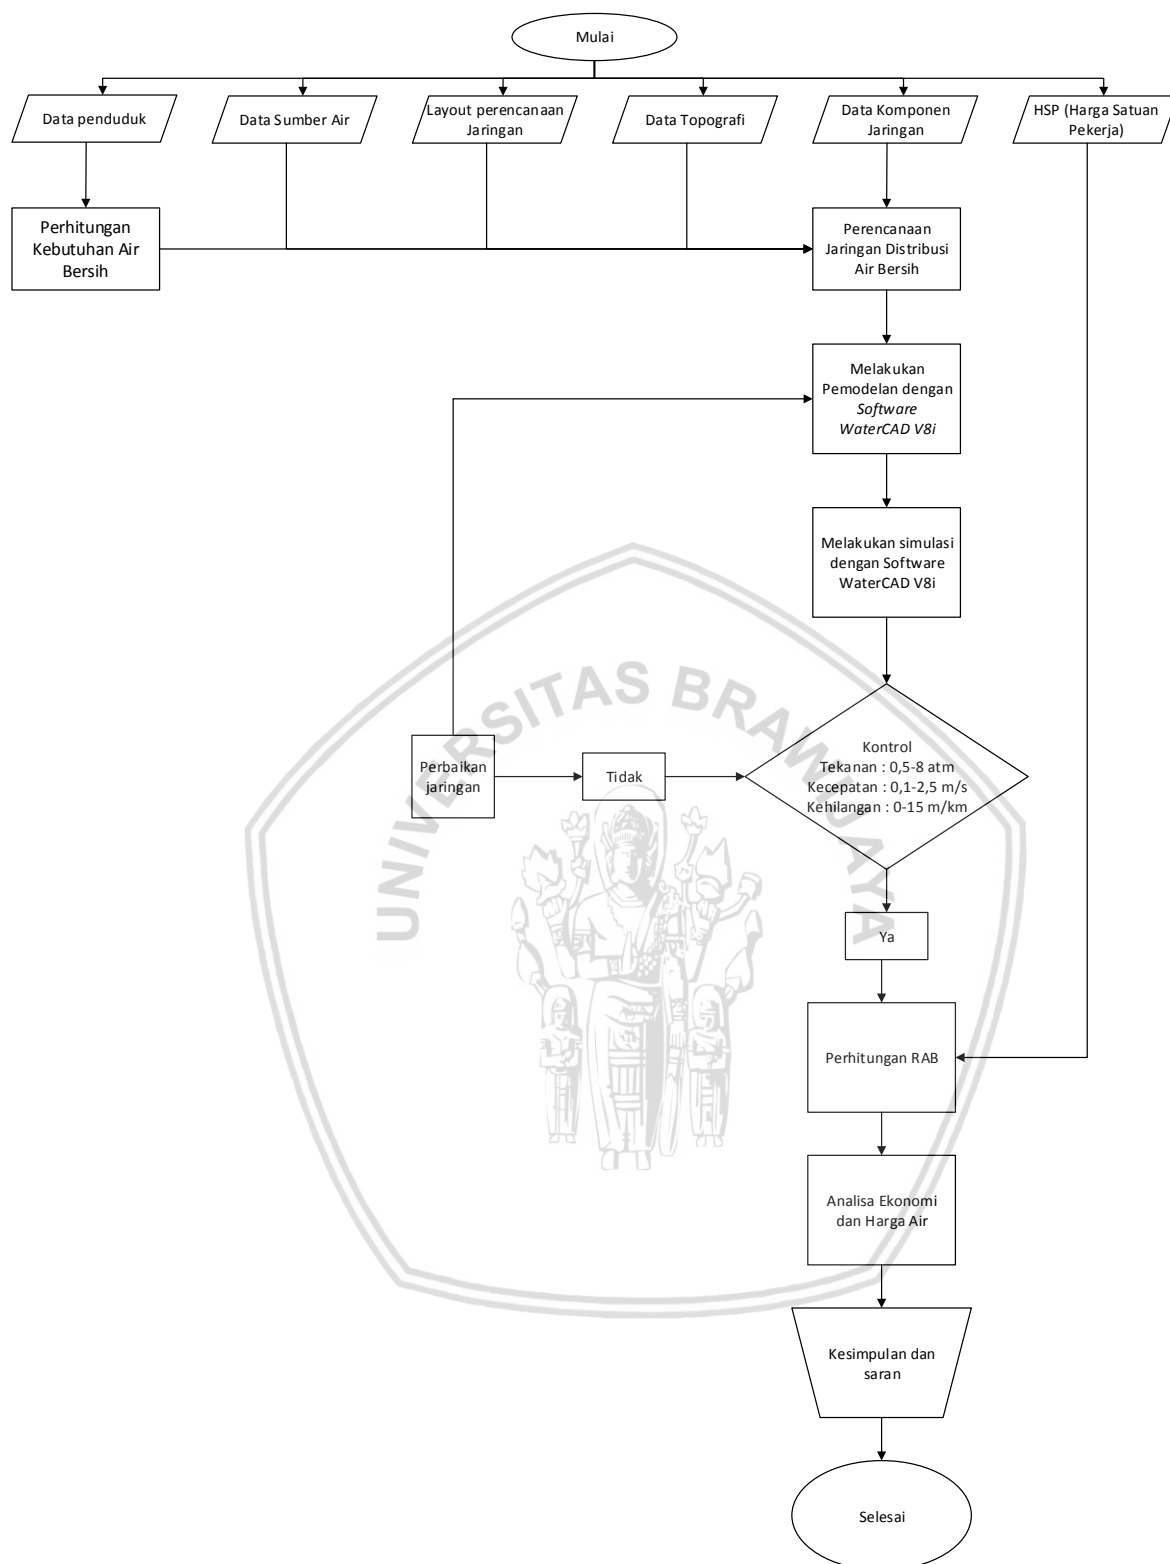 Mulai
Data penduduk
Data Sumber Air
Layout perencanaan
Jaringan
Data Topografi
Data Komponen
Jaringan
HSP (Harga Satuan
Pekerja)
Perhitungan
Kebutuhan Air
Bersih
Perencanaan
Jaringan Distribusi
Air Bersih
Melakukan
Pemodelan dengan
Software
WaterCAD V8i
Melakukan simulasi
dengan Software
WaterCAD V8i
UNIVERSITAS BRAWIJAYA
Perbaikan
jaringan
Tidak
Kontrol
Tekanan : 0,5-8 atm
Kecepatan : 0,1-2,5 m/s
Kehilangan : 0-15 m/km
Ya
Perhitungan RAB
Analisa Ekonomi
dan Harga Air
Kesimpulan dan
saran
Selesai